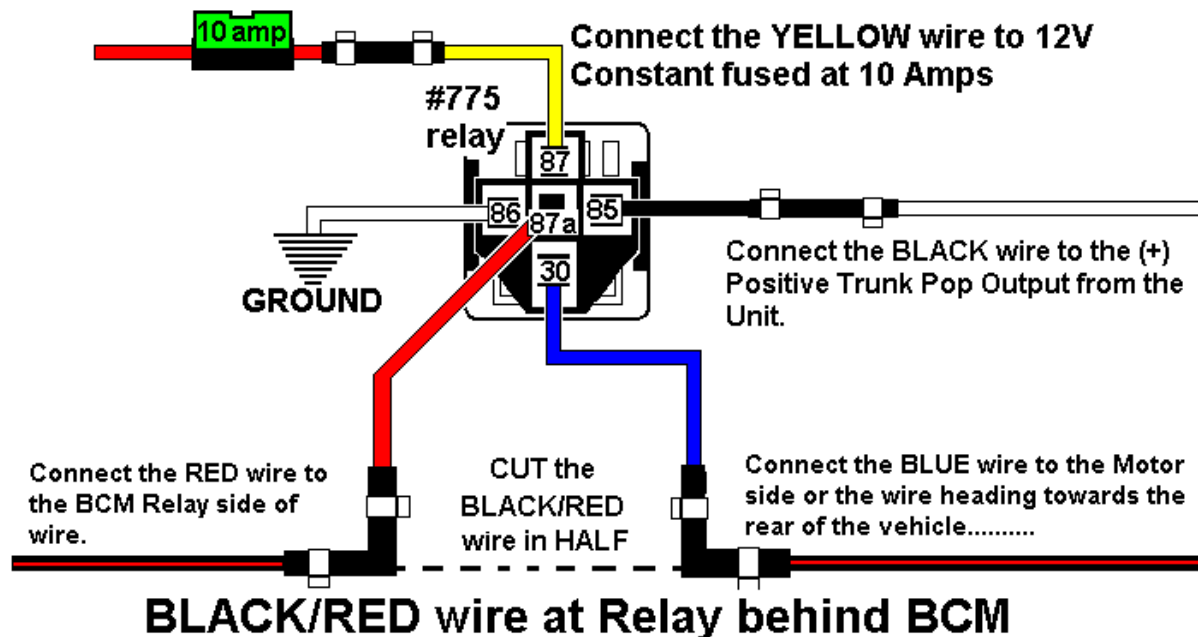 10 amp
Connect the YELLOW wire to 12V
Constant fused at 10 Amps
#775
relay
87
86
87a
85
30
GROUND
Connect the BLACK wire to the (+)
Positive Trunk Pop Output from the
Unit.
Connect the RED wire to
the BCM Relay side of
wire.
CUT the
BLACK/RED
wire in HALF
Connect the BLUE wire to the Motor
side or the wire heading towards the
rear of the vehicle..........
BLACK/RED wire at Relay behind BCM